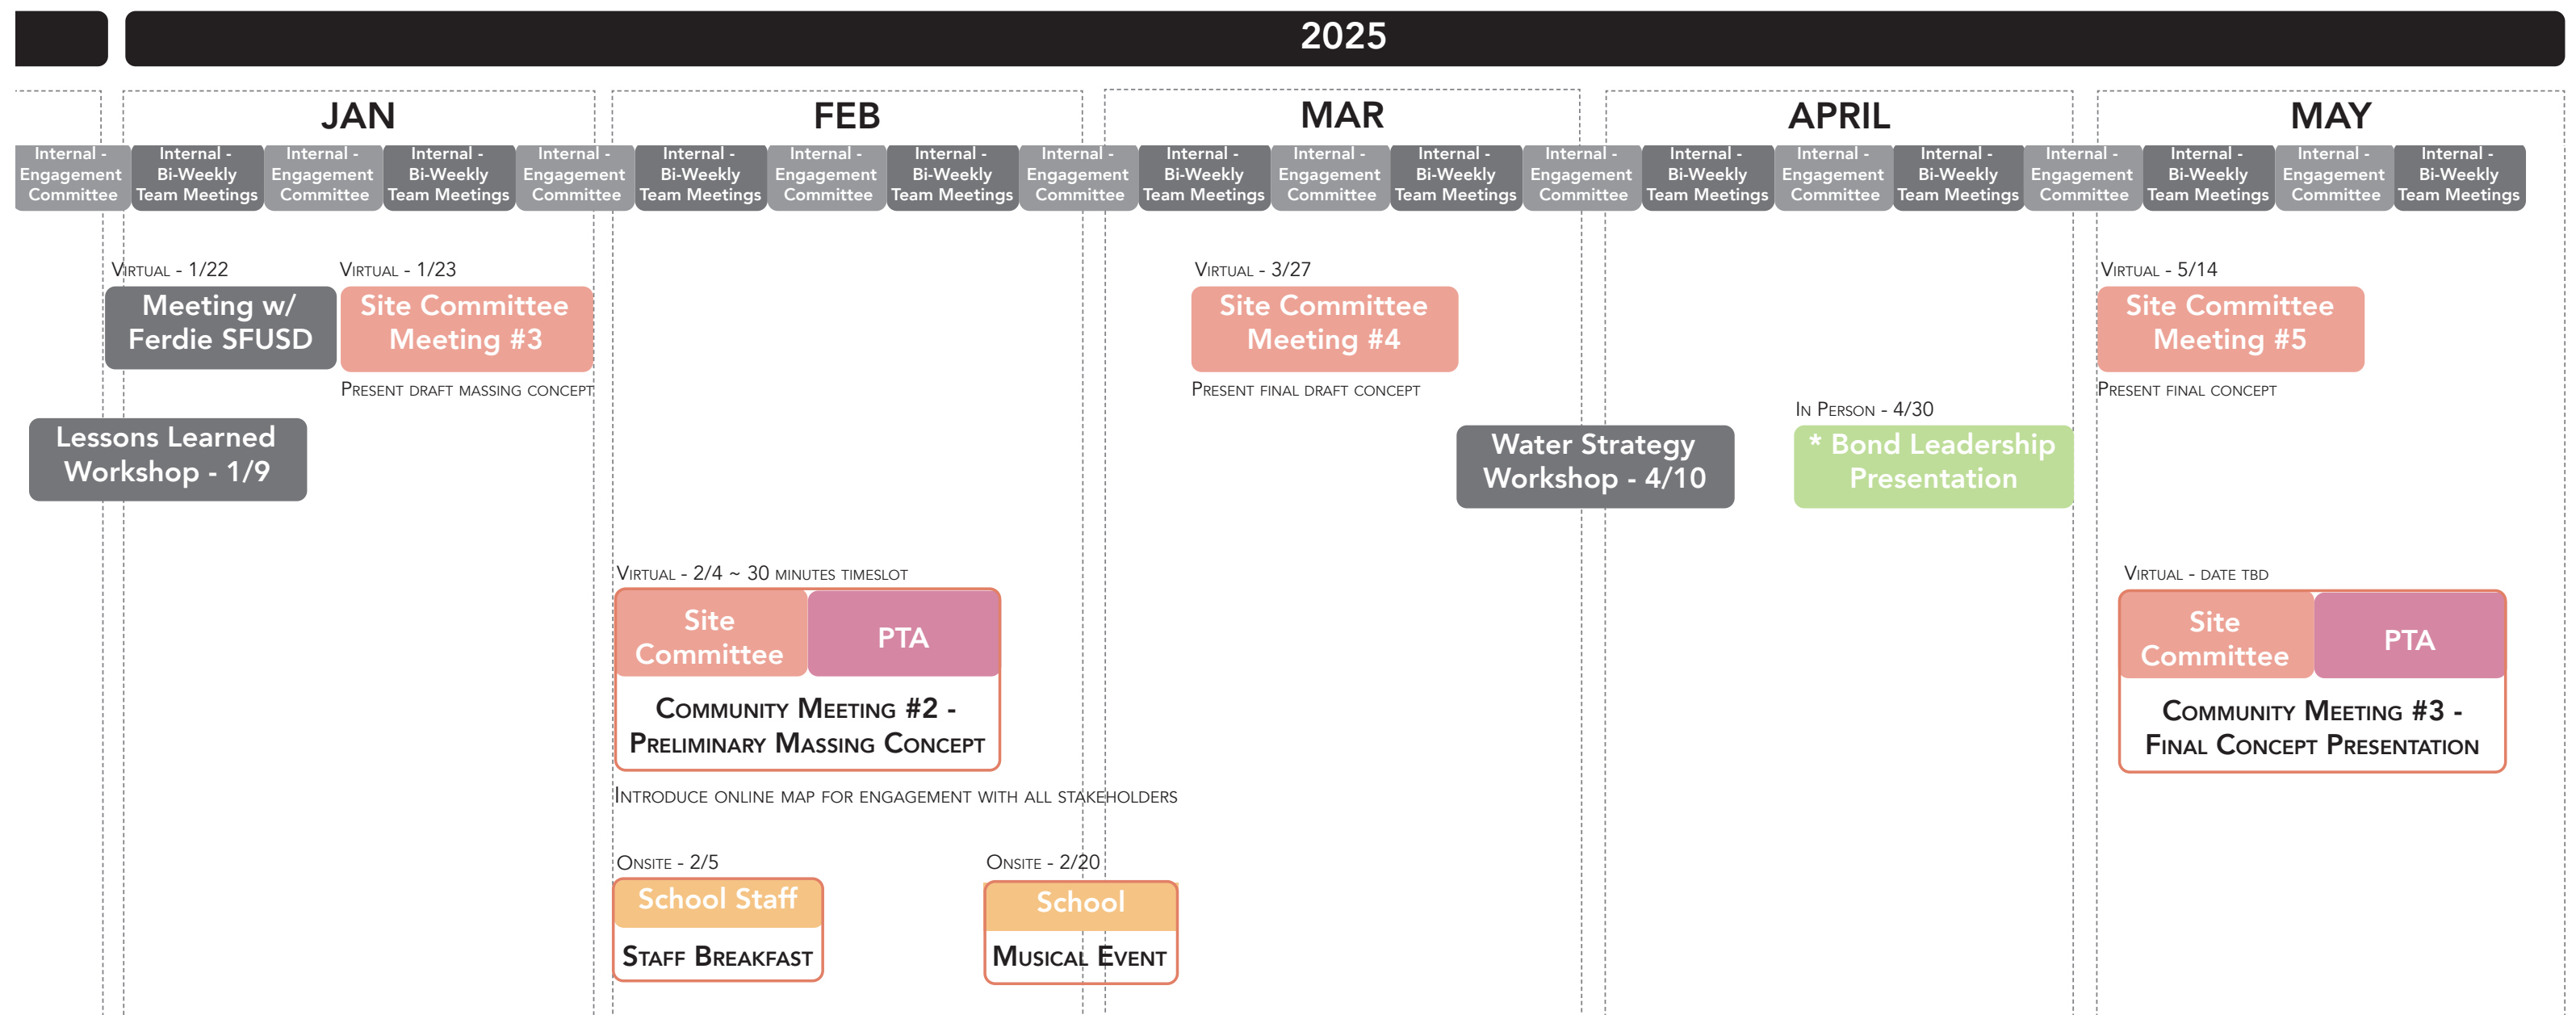 2025
JAN
FEB
MAR
APRIL
MAY
Internal -
Engagement
Committee
Internal -
Bi-Weekly
Team Meetings
Internal -
Engagement
Committee
Internal -
Bi-Weekly
Team Meetings
Internal -
Engagement
Committee
Internal -
Bi-Weekly
Team Meetings
Internal -
Engagement
Committee
Internal -
Bi-Weekly
Team Meetings
Internal -
Engagement
Committee
Internal -
Bi-Weekly
Team Meetings
Internal -
Engagement
Committee
Internal -
Bi-Weekly
Team Meetings
Internal -
Engagement
Committee
Internal -
Bi-Weekly
Team Meetings
Internal -
Engagement
Committee
Internal -
Bi-Weekly
Team Meetings
Internal -
Engagement
Committee
Internal -
Bi-Weekly
Team Meetings
Internal -
Engagement
Committee
Internal -
Bi-Weekly
Team Meetings
Virtual - 1/22
Meeting w/
Ferdie SFUSD
Virtual - 1/23
Site Committee
Meeting #3
Present draft massing concept
Virtual - 3/27
Site Committee
Meeting #4
Present final draft concept
Virtual - 5/14
Site Committee
Meeting #5
Present final concept
Lessons Learned
Workshop - 1/9
Water Strategy
Workshop - 4/10
In Person - 4/30
* Bond Leadership
Presentation
Virtual - 2/4 ~ 30 minutes timeslot
Site
Committee
PTA
Community Meeting #2 -
Preliminary Massing Concept
Introduce online map for engagement with all stakeholders
Virtual - date tbd
Site
Committee
PTA
Community Meeting #3 -
Final Concept Presentation
Onsite - 2/5
School Staff
Staff Breakfast
Onsite - 2/20
School
Musical Event